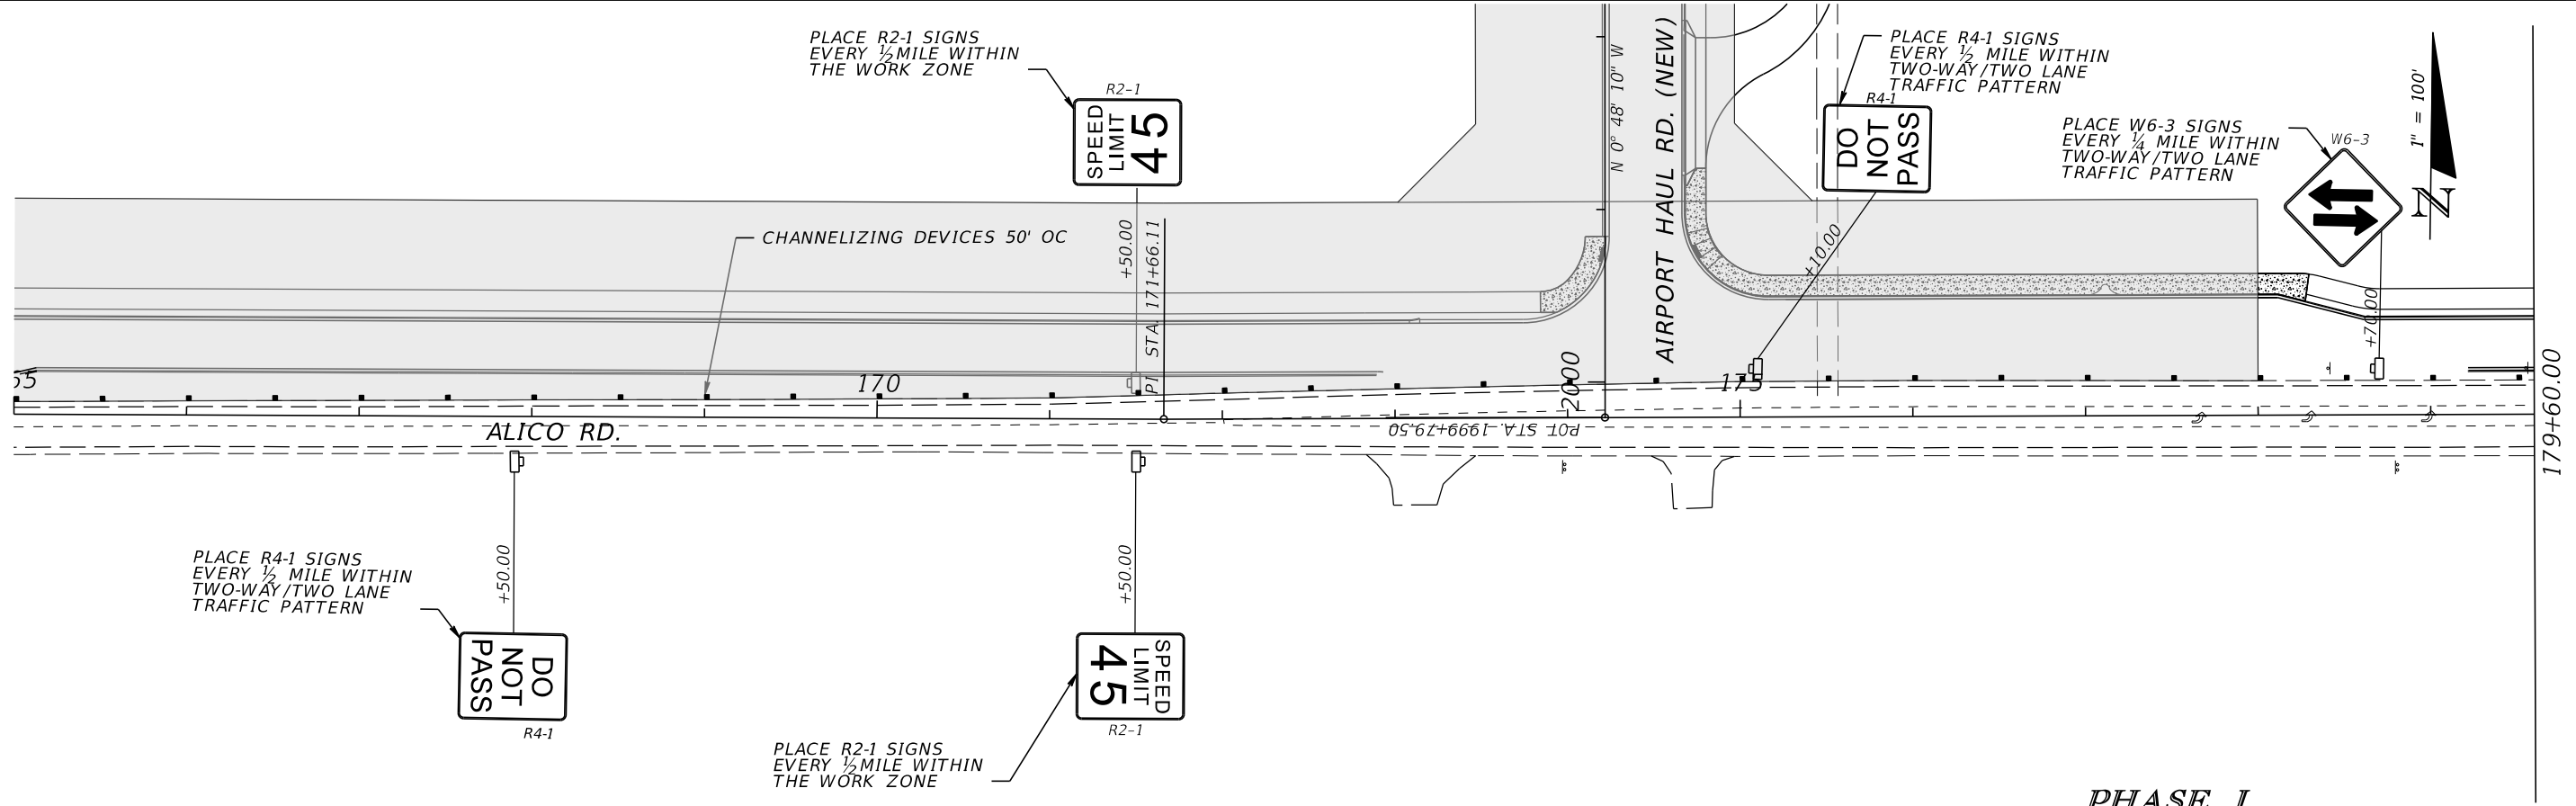 PLACE R2-1 SIGNS
EVERY ½ MILE WITHIN
THE WORK ZONE
R2-1
SPEED
LIMIT
45
+50.00
PI STA. 171+66.11
CHANNELIZING DEVICES 50' OC
N 0° 48' 10" W
AIRPORT HAUL RD. (NEW)
PLACE R4-1 SIGNS
EVERY ½ MILE WITHIN
TWO-WAY/TWO LANE
TRAFFIC PATTERN
R4-1
DO
NOT
PASS
+10.00
PLACE W6-3 SIGNS
EVERY ¼ MILE WITHIN
TWO-WAY/TWO LANE
TRAFFIC PATTERN
W6-3
+70.00
1" = 100'
N
170
2000
175
ALICO RD.
POT STA. 1999+79.50
179+60.00
PLACE R4-1 SIGNS
EVERY ½ MILE WITHIN
TWO-WAY/TWO LANE
TRAFFIC PATTERN
+50.00
DO
NOT
PASS
R4-1
+50.00
SPEED
LIMIT
45
R2-1
PLACE R2-1 SIGNS
EVERY ½ MILE WITHIN
THE WORK ZONE
PHASE I